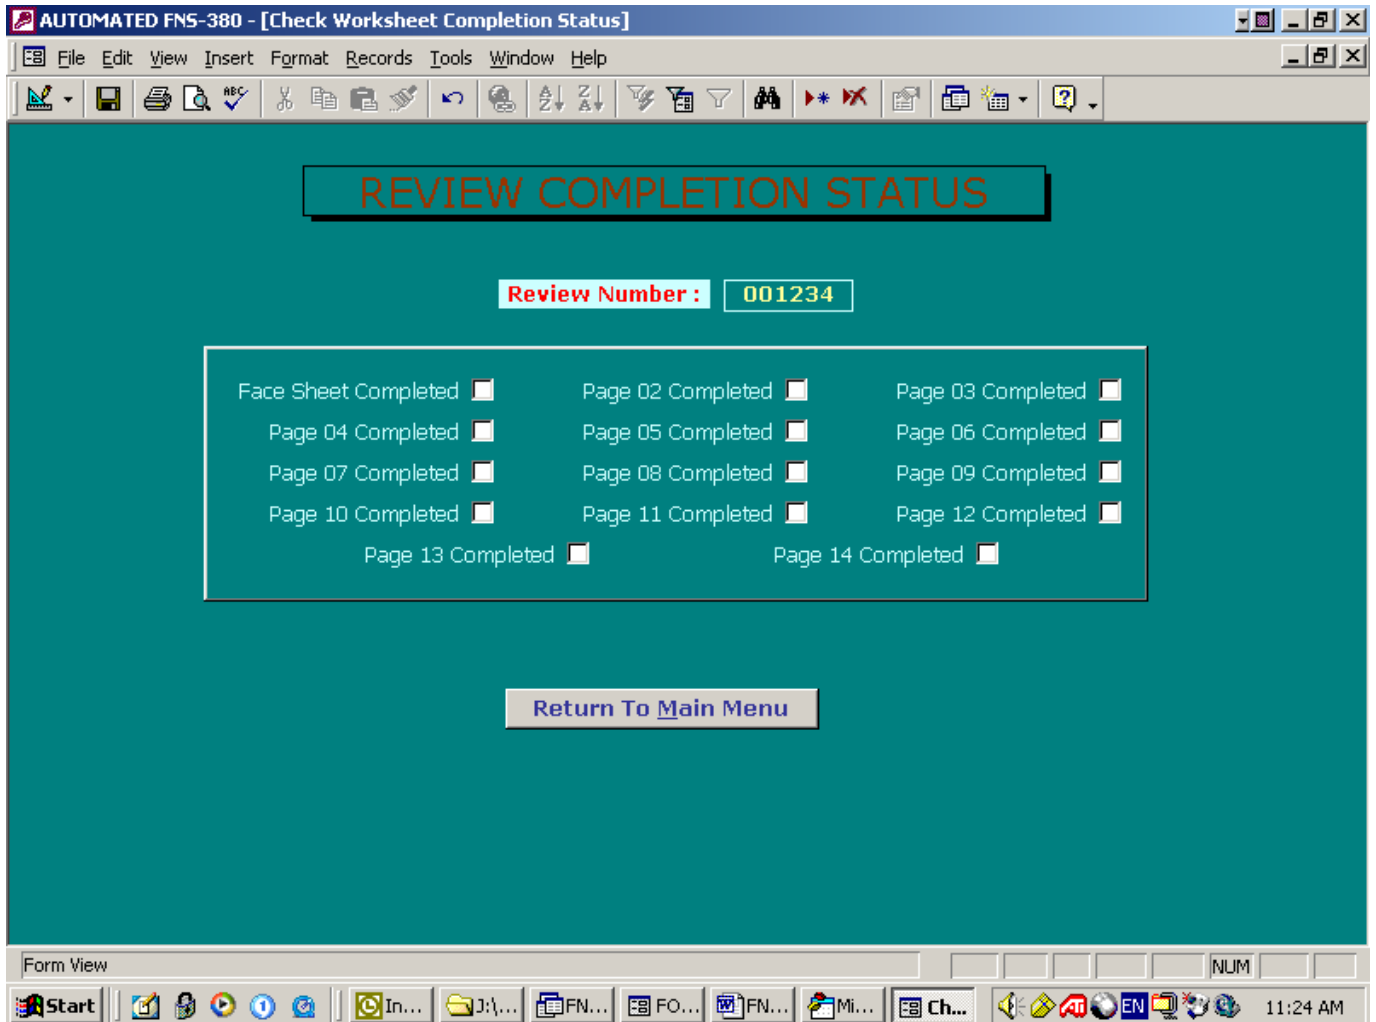 AUTOMATED FNS-380 - [Check Worksheet Completion Status]
File Edit View Insert Format Records Tools Window Help
REVIEW COMPLETION STATUS
Review Number : 001234
Face Sheet Completed Page 02 Completed Page 03 Completed
Page 04 Completed Page 05 Completed Page 06 Completed
Page 07 Completed Page 08 Completed Page 09 Completed
Page 10 Completed Page 11 Completed Page 12 Completed
Page 13 Completed Page 14 Completed
Return To Main Menu
Form View NUM
Start In... J:\... FN... FO... FN... Mi... Ch... EN 11:24 AM